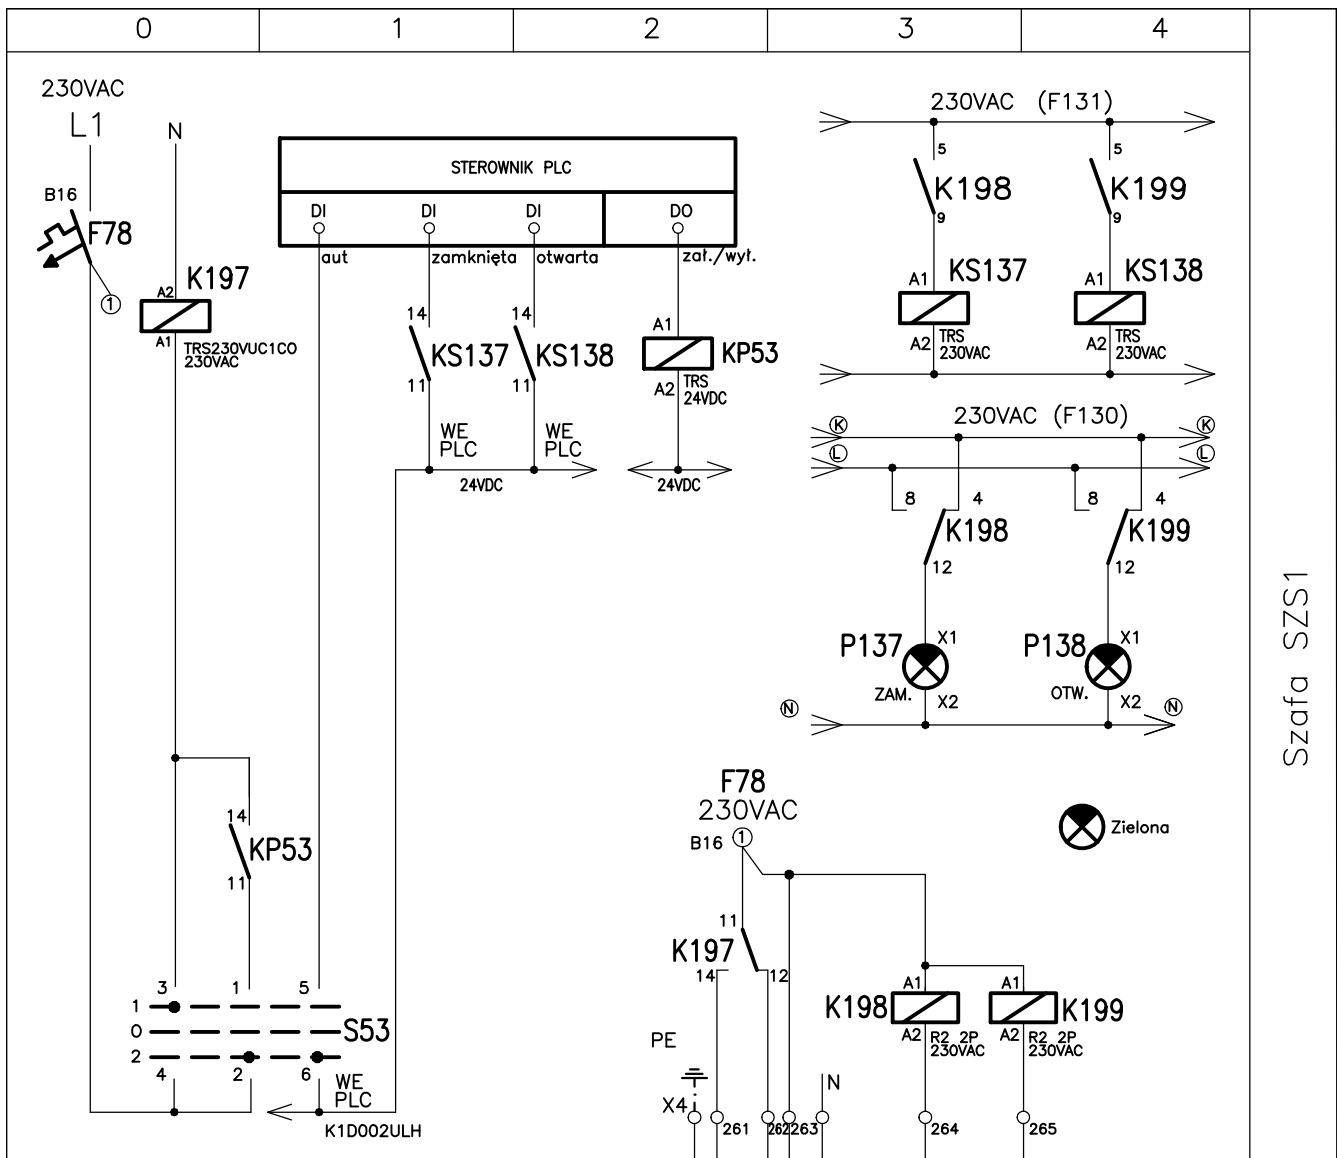 0 1 2 3 4
230VAC
L1
N
B16
F78
1
A2
K197
A1
TRS230VUC1CO
230VAC
STEROWNIK PLC
DI DI DI DO
aut zamknięta otwarta zał./wył.
14 14
KS137 KS138
11 11
WE WE
PLC PLC
24VDC
A1
KP53
A2 TRS
24VDC
24VDC
230VAC (F131)
5 5
K198 K199
9 9
A1 KS137 A1 KS138
A2 TRS A2 TRS
230VAC 230VAC
230VAC (F130)
K K
L L
8 4 8 4
K198 K199
12 12
P137 X1 P138 X1
ZAM. X2 OTW. X2
N N
Zielona
14
KP53
11
3 1 5
1
0 S53
2
4 2 6
WE
PLC
K1D002ULH
F78
230VAC
B16 1
11
K197
14 12
A1 A1
K198 K199
A2 R2 2P A2 R2 2P
230VAC 230VAC
PE
N
X4
261 262 263 264 265
Szafa SZS1